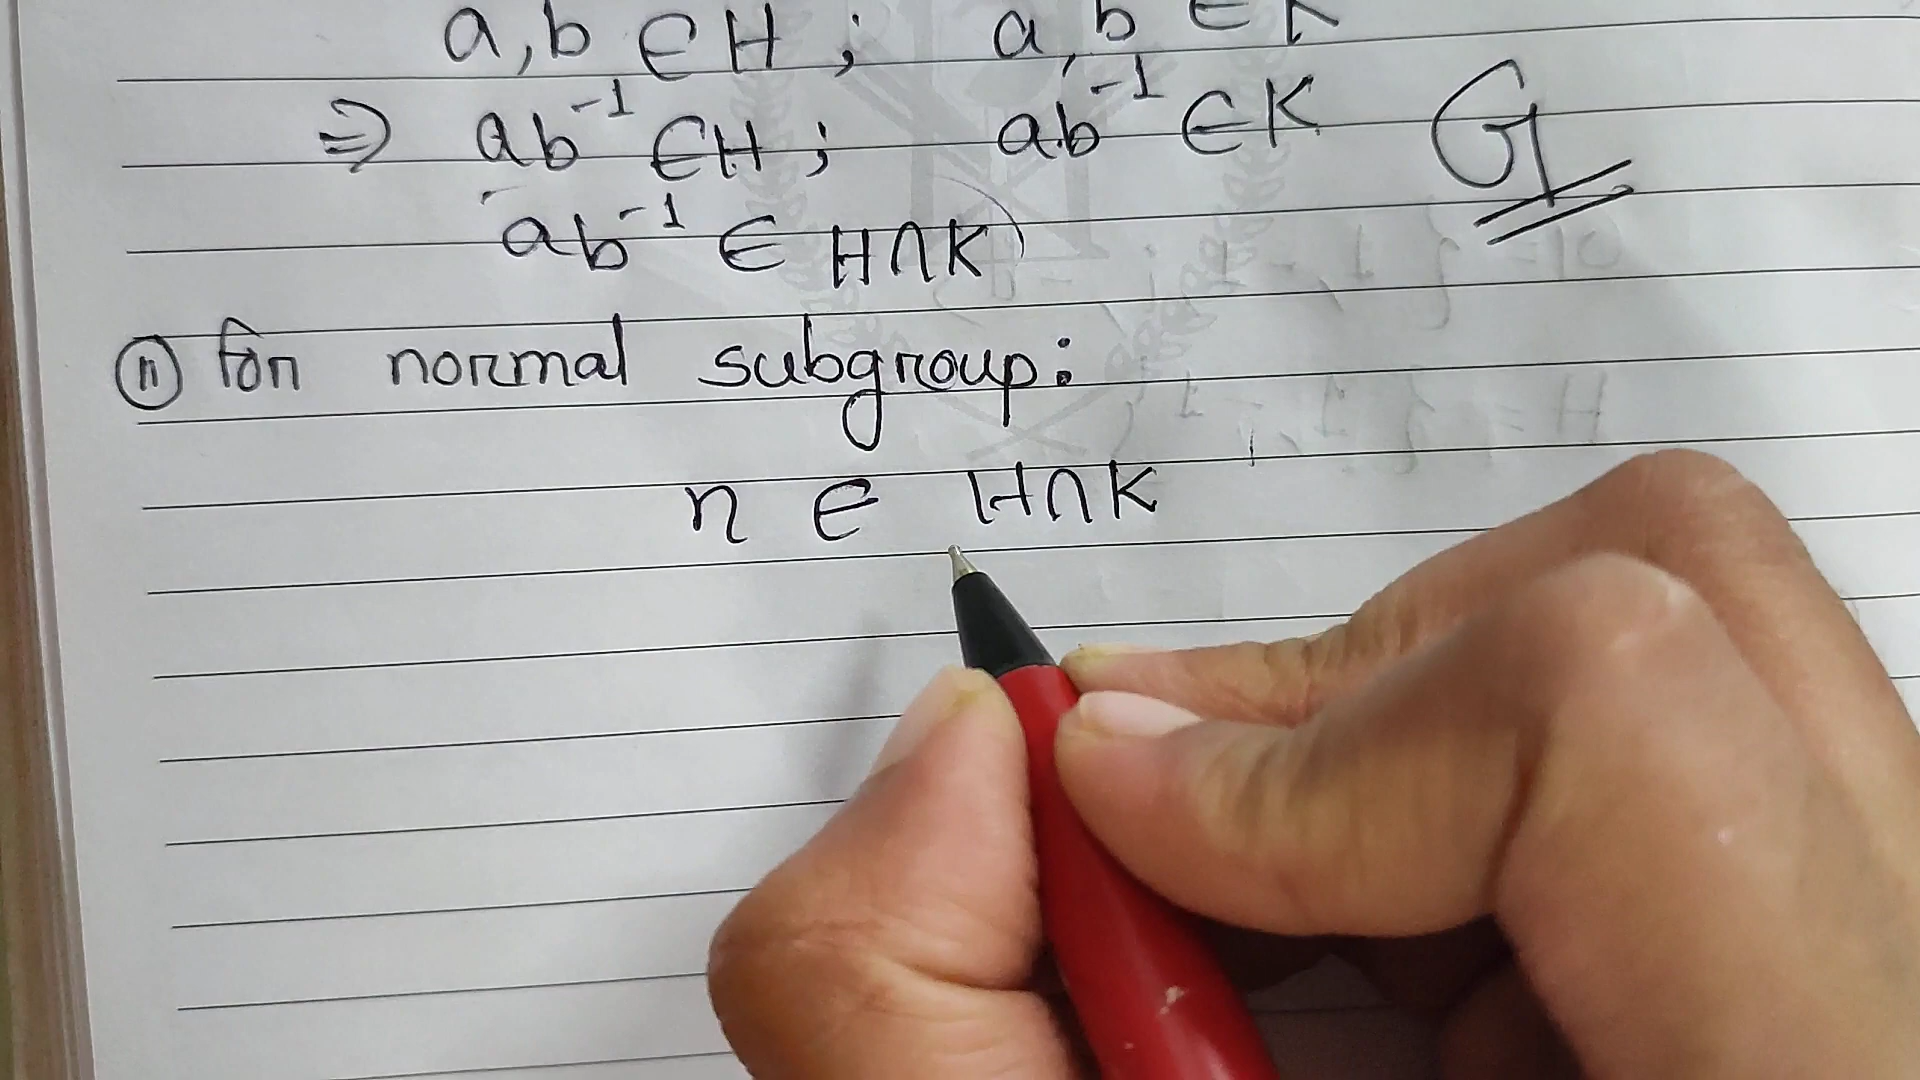 a, b ∈ H ; a, b ∈ K
⇒ ab⁻¹ ∈ H ; ab⁻¹ ∈ K G
ab⁻¹ ∈ H∩K
(ii) for normal subgroup:
n ∈ H∩K